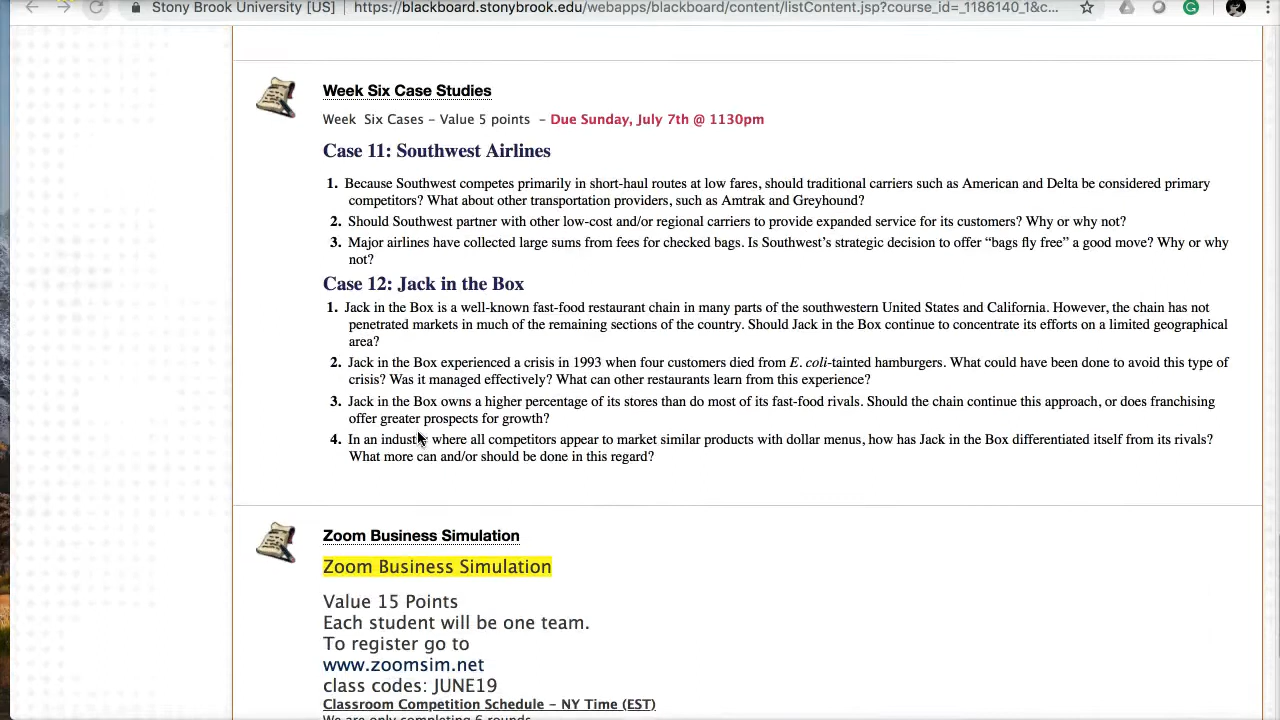 Stony Brook University [US]
https://blackboard.stonybrook.edu/webapps/blackboard/content/listContent.jsp?course_id=_1186140_1&c...
Week Six Case Studies
Week  Six Cases – Value 5 points  – Due Sunday, July 7th @ 1130pm
Case 11: Southwest Airlines
1. Because Southwest competes primarily in short-haul routes at low fares, should traditional carriers such as American and Delta be considered primary
competitors? What about other transportation providers, such as Amtrak and Greyhound?
2. Should Southwest partner with other low-cost and/or regional carriers to provide expanded service for its customers? Why or why not?
3. Major airlines have collected large sums from fees for checked bags. Is Southwest’s strategic decision to offer “bags fly free” a good move? Why or why
not?
Case 12: Jack in the Box
1. Jack in the Box is a well-known fast-food restaurant chain in many parts of the southwestern United States and California. However, the chain has not
penetrated markets in much of the remaining sections of the country. Should Jack in the Box continue to concentrate its efforts on a limited geographical
area?
2. Jack in the Box experienced a crisis in 1993 when four customers died from E. coli-tainted hamburgers. What could have been done to avoid this type of
crisis? Was it managed effectively? What can other restaurants learn from this experience?
3. Jack in the Box owns a higher percentage of its stores than do most of its fast-food rivals. Should the chain continue this approach, or does franchising
offer greater prospects for growth?
4. In an industry where all competitors appear to market similar products with dollar menus, how has Jack in the Box differentiated itself from its rivals?
What more can and/or should be done in this regard?
Zoom Business Simulation
Zoom Business Simulation
Value 15 Points
Each student will be one team.
To register go to
www.zoomsim.net
class codes: JUNE19
Classroom Competition Schedule – NY Time (EST)
We are only completing 6 rounds